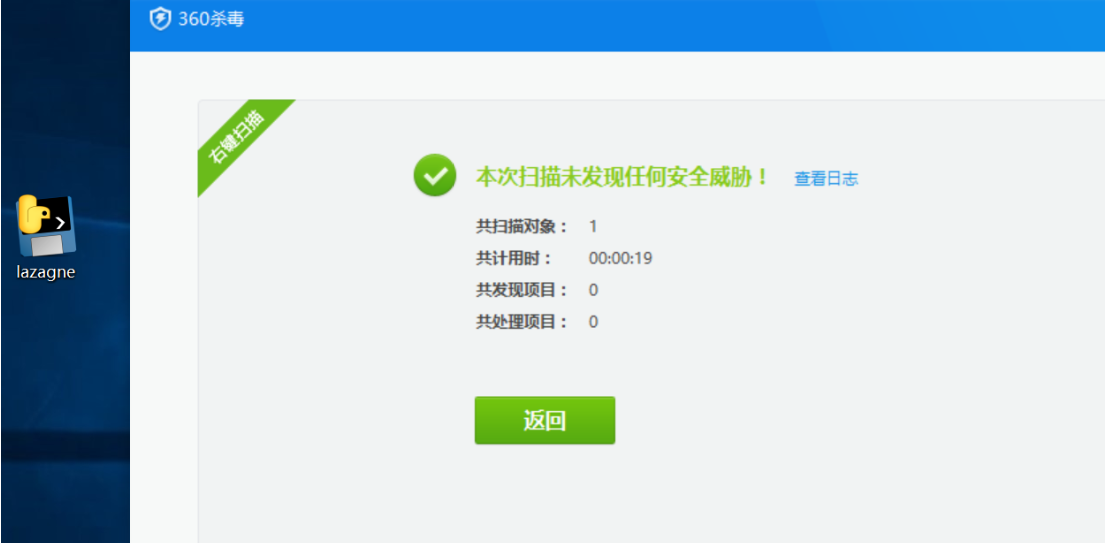 360杀毒
右键扫描
本次扫描未发现任何安全威胁！ 查看日志
共扫描对象： 1
共计用时： 00:00:19
共发现项目： 0
共处理项目： 0
返回
lazagne